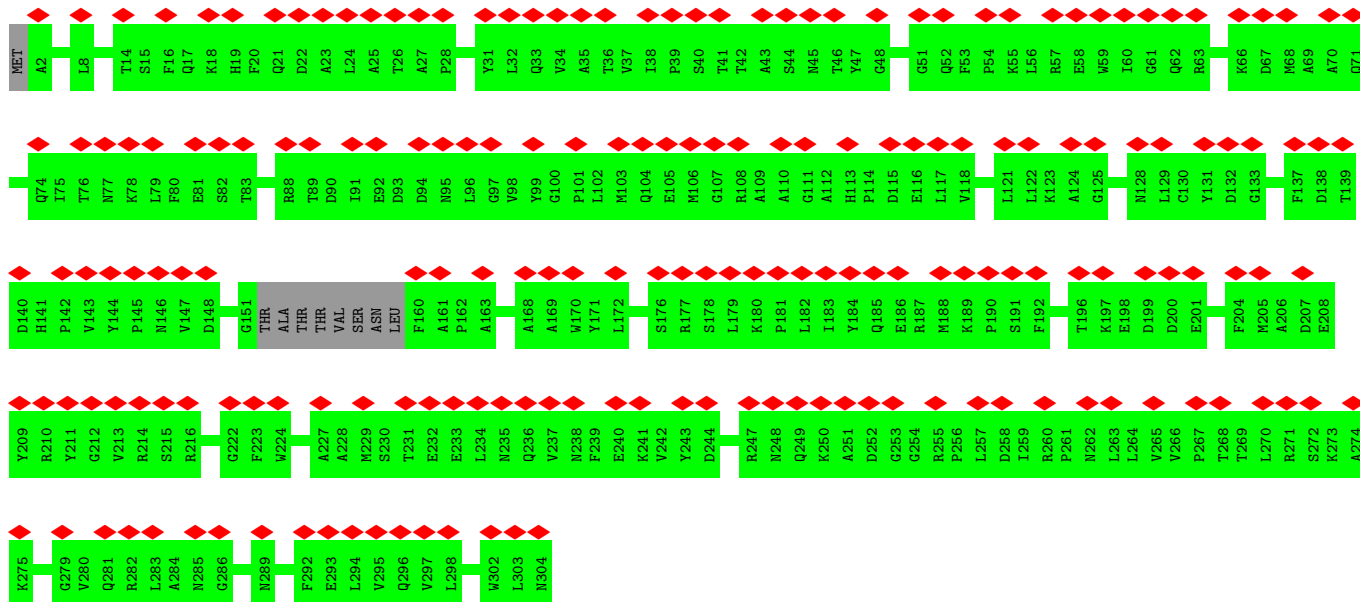 MET A2 L8 T14 S15 F16 Q17 K18 H19 F20 Q21 D22 A23 L24 A25 T26 A27 P28 Y31 L32 Q33 V34 A35 T36 V37 I38 P39 S40 T41 T42 A43 S44 N45 T46 Y47 G48 G51 Q52 F53 P54 K55 L56 R57 E58 W59 I60 G61 Q62 R63 K66 D67 M68 A69 A70 Q71
Q74 I75 T76 N77 K78 L79 F80 E81 S82 T83 R88 T89 D90 I91 E92 D93 D94 N95 L96 G97 V98 Y99 G100 P101 L102 M103 Q104 E105 M106 G107 R108 A109 A110 G111 A112 H113 P114 D115 E116 L117 V118 L121 L122 K123 A124 G125 N128 L129 C130 Y131 D132 G133 F137 D138 T139
D140 H141 P142 V143 Y144 P145 N146 V147 D148 G151 THR ALA THR THR VAL SER ASN LEU F160 A161 P162 A163 A168 A169 W170 Y171 L172 S176 R177 S178 L179 K180 P181 L182 I183 Y184 Q185 E186 R187 M188 K189 P190 S191 F192 T196 K197 E198 D199 D200 E201 F204 M205 A206 D207 E208
Y209 R210 Y211 G212 V213 R214 S215 R216 G222 F223 W224 A227 A228 M229 S230 T231 E232 E233 L234 N235 Q236 V237 N238 F239 E240 K241 V242 Y243 D244 R247 N248 Q249 K250 A251 D252 G253 G254 R255 P256 L257 D258 I259 R260 P261 N262 L263 L264 V265 V266 P267 T268 T269 L270 R271 S272 K273 A274
K275 G279 V280 Q281 R282 L283 A284 N285 G286 N289 F292 E293 L294 V295 Q296 V297 L298 W302 L303 N304